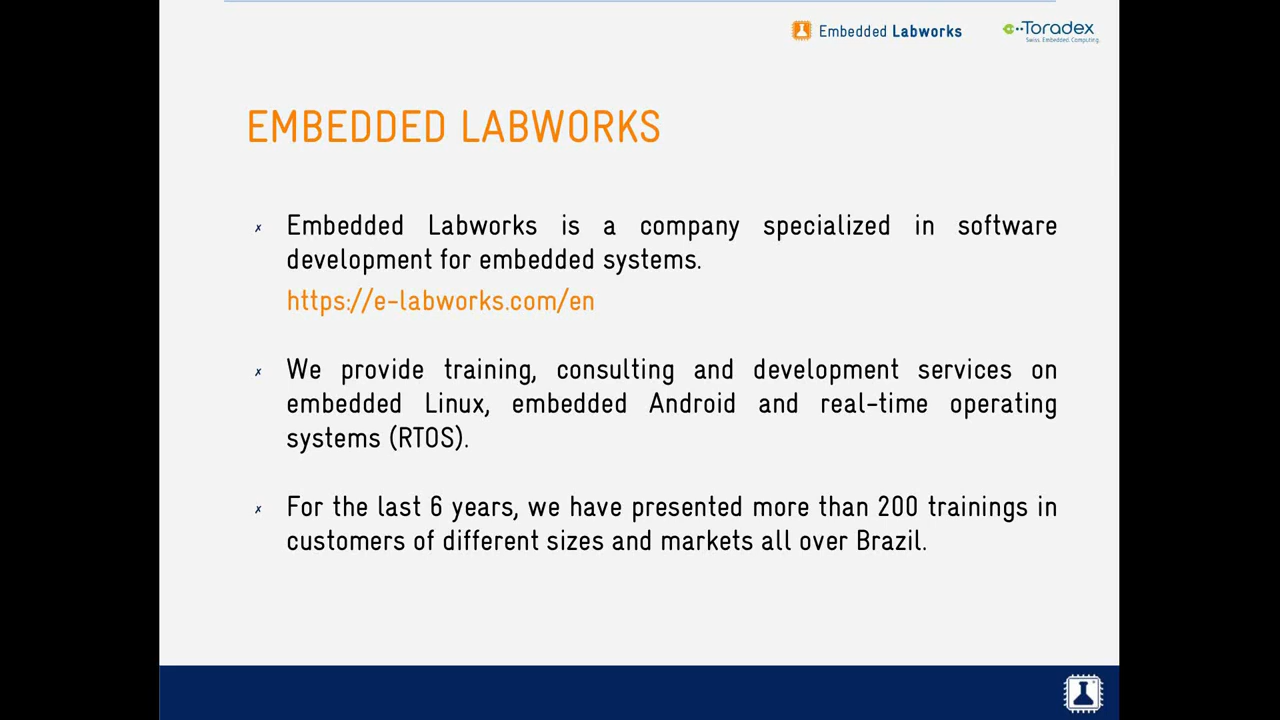 Embedded Labworks
Toradex
Swiss. Embedded. Computing.
EMBEDDED LABWORKS
Embedded Labworks is a company specialized in software
development for embedded systems.
https://e-labworks.com/en
We provide training, consulting and development services on
embedded Linux, embedded Android and real-time operating
systems (RTOS).
For the last 6 years, we have presented more than 200 trainings in
customers of different sizes and markets all over Brazil.